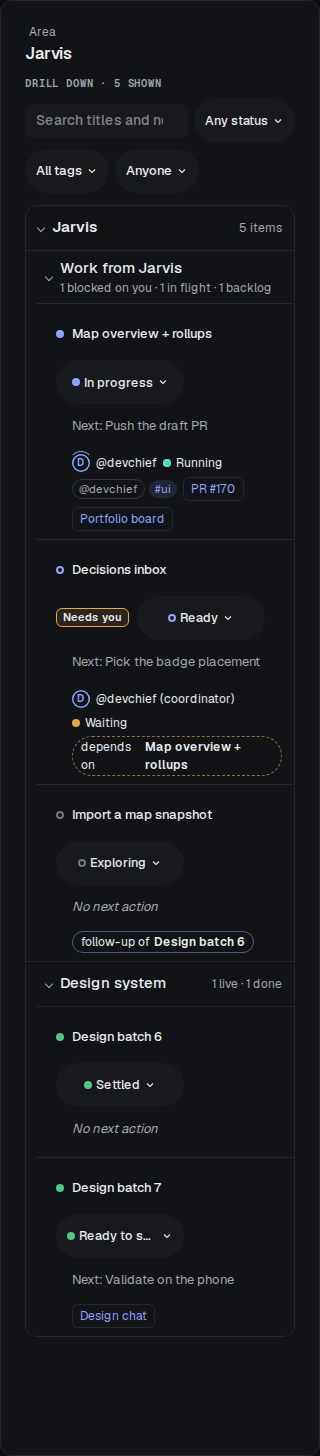 Area
Jarvis
DRILL DOWN · 5 SHOWN
Search titles and n
Any status
All tags
Anyone
Jarvis
5 items
Work from Jarvis
1 blocked on you · 1 in flight · 1 backlog
Map overview + rollups
In progress
Next: Push the draft PR
D @devchief Running
@devchief #ui PR #170
Portfolio board
Decisions inbox
Needs you Ready
Next: Pick the badge placement
D @devchief (coordinator)
Waiting
depends on Map overview + rollups
Import a map snapshot
Exploring
No next action
follow-up of Design batch 6
Design system
1 live · 1 done
Design batch 6
Settled
No next action
Design batch 7
Ready to s...
Next: Validate on the phone
Design chat